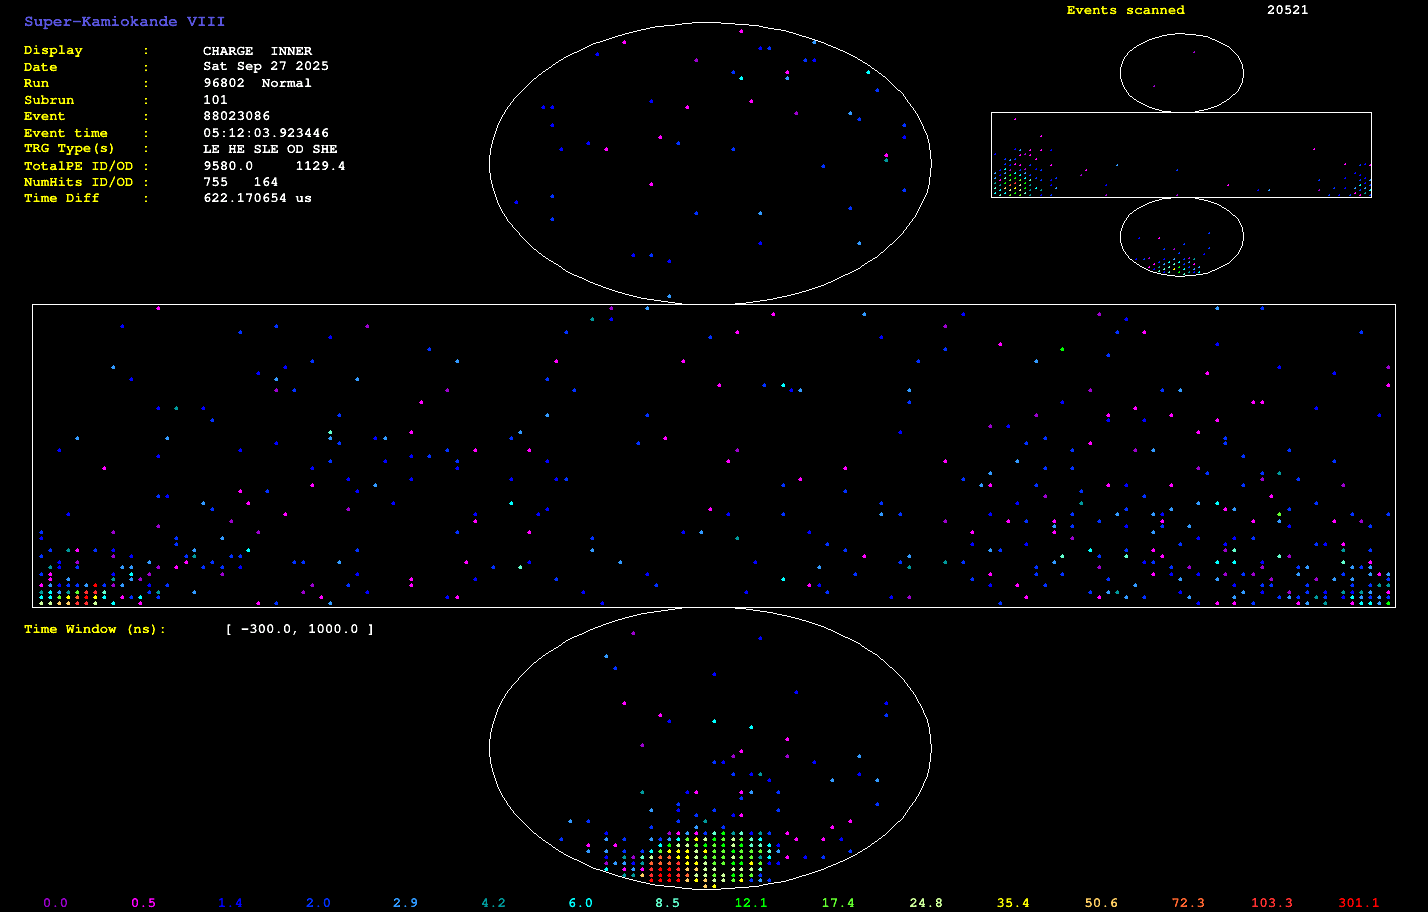 Super-Kamiokande VIII
Events scanned 20521
Display : CHARGE INNER
Date : Sat Sep 27 2025
Run : 96802 Normal
Subrun : 101
Event : 88023086
Event time : 05:12:03.923446
TRG Type(s) : LE HE SLE OD SHE
TotalPE ID/OD : 9580.0 1129.4
NumHits ID/OD : 755 164
Time Diff : 622.170654 us
Time Window (ns): [ -300.0, 1000.0 ]
0.0 0.5 1.4 2.0 2.9 4.2 6.0 8.5 12.1 17.4 24.8 35.4 50.6 72.3 103.3 301.1